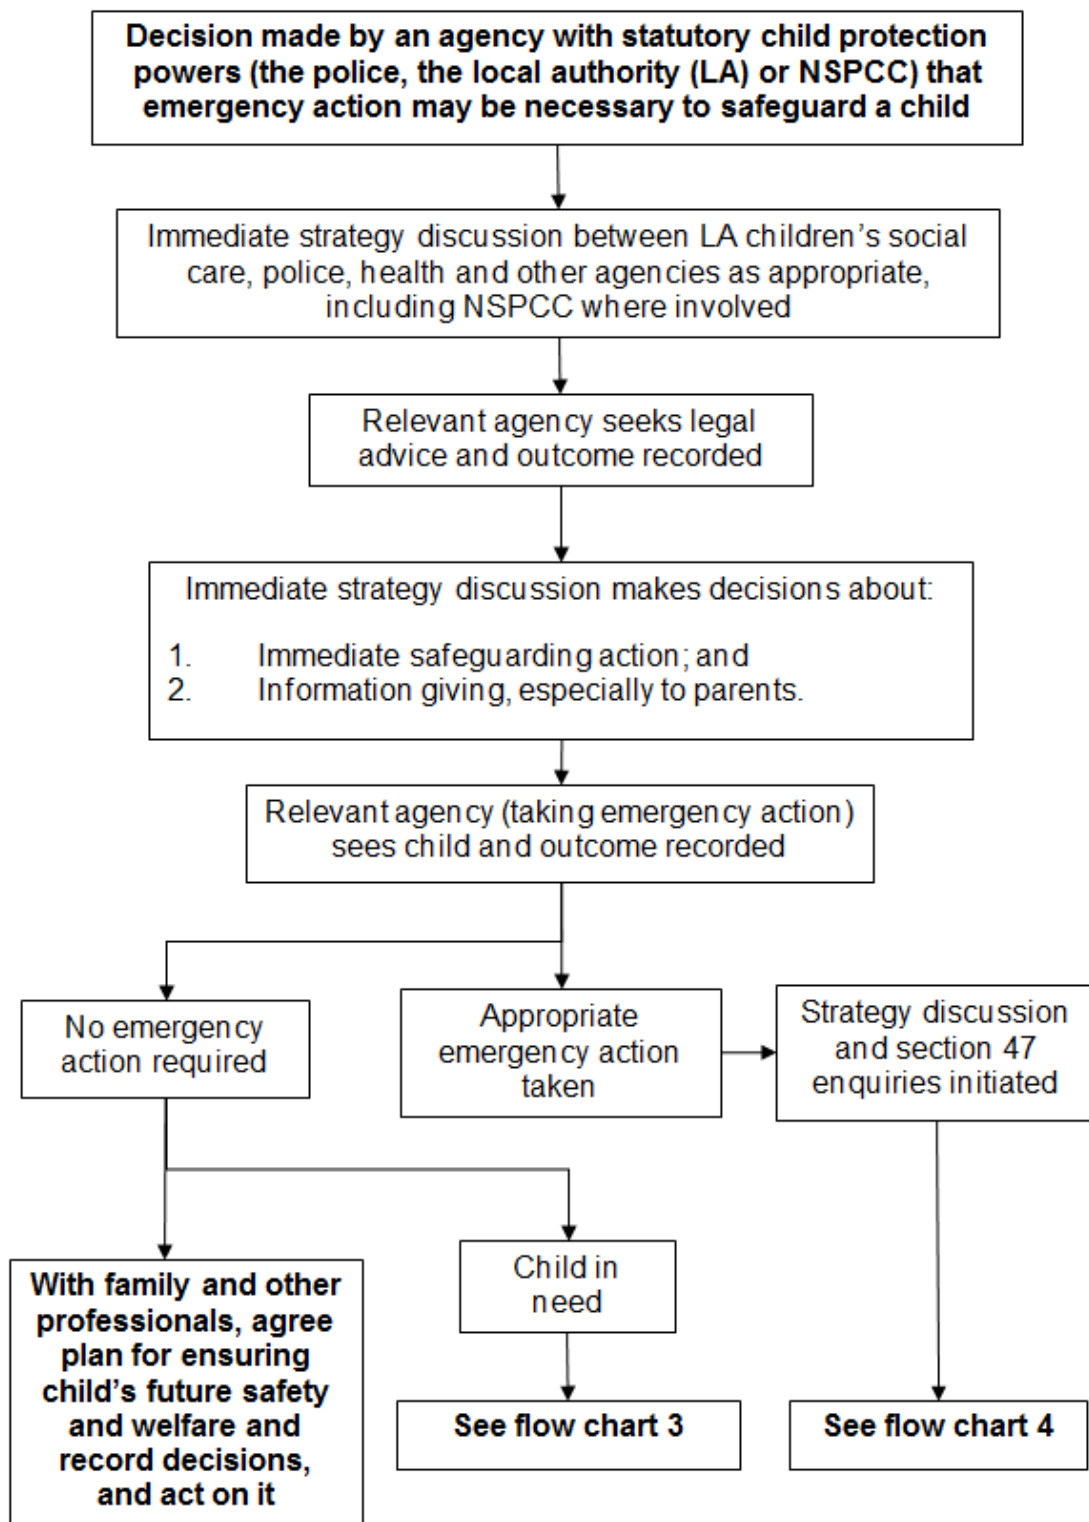 Decision made by an agency with statutory child protection
powers (the police, the local authority (LA) or NSPCC) that
emergency action may be necessary to safeguard a child
Immediate strategy discussion between LA children's social
care, police, health and other agencies as appropriate,
including NSPCC where involved
Relevant agency seeks legal
advice and outcome recorded
Immediate strategy discussion makes decisions about:
1. Immediate safeguarding action; and
2. Information giving, especially to parents.
Relevant agency (taking emergency action)
sees child and outcome recorded
No emergency
action required
Appropriate
emergency action
taken
Strategy discussion
and section 47
enquiries initiated
With family and other
professionals, agree
plan for ensuring
child's future safety
and welfare and
record decisions,
and act on it
Child in
need
See flow chart 3
See flow chart 4